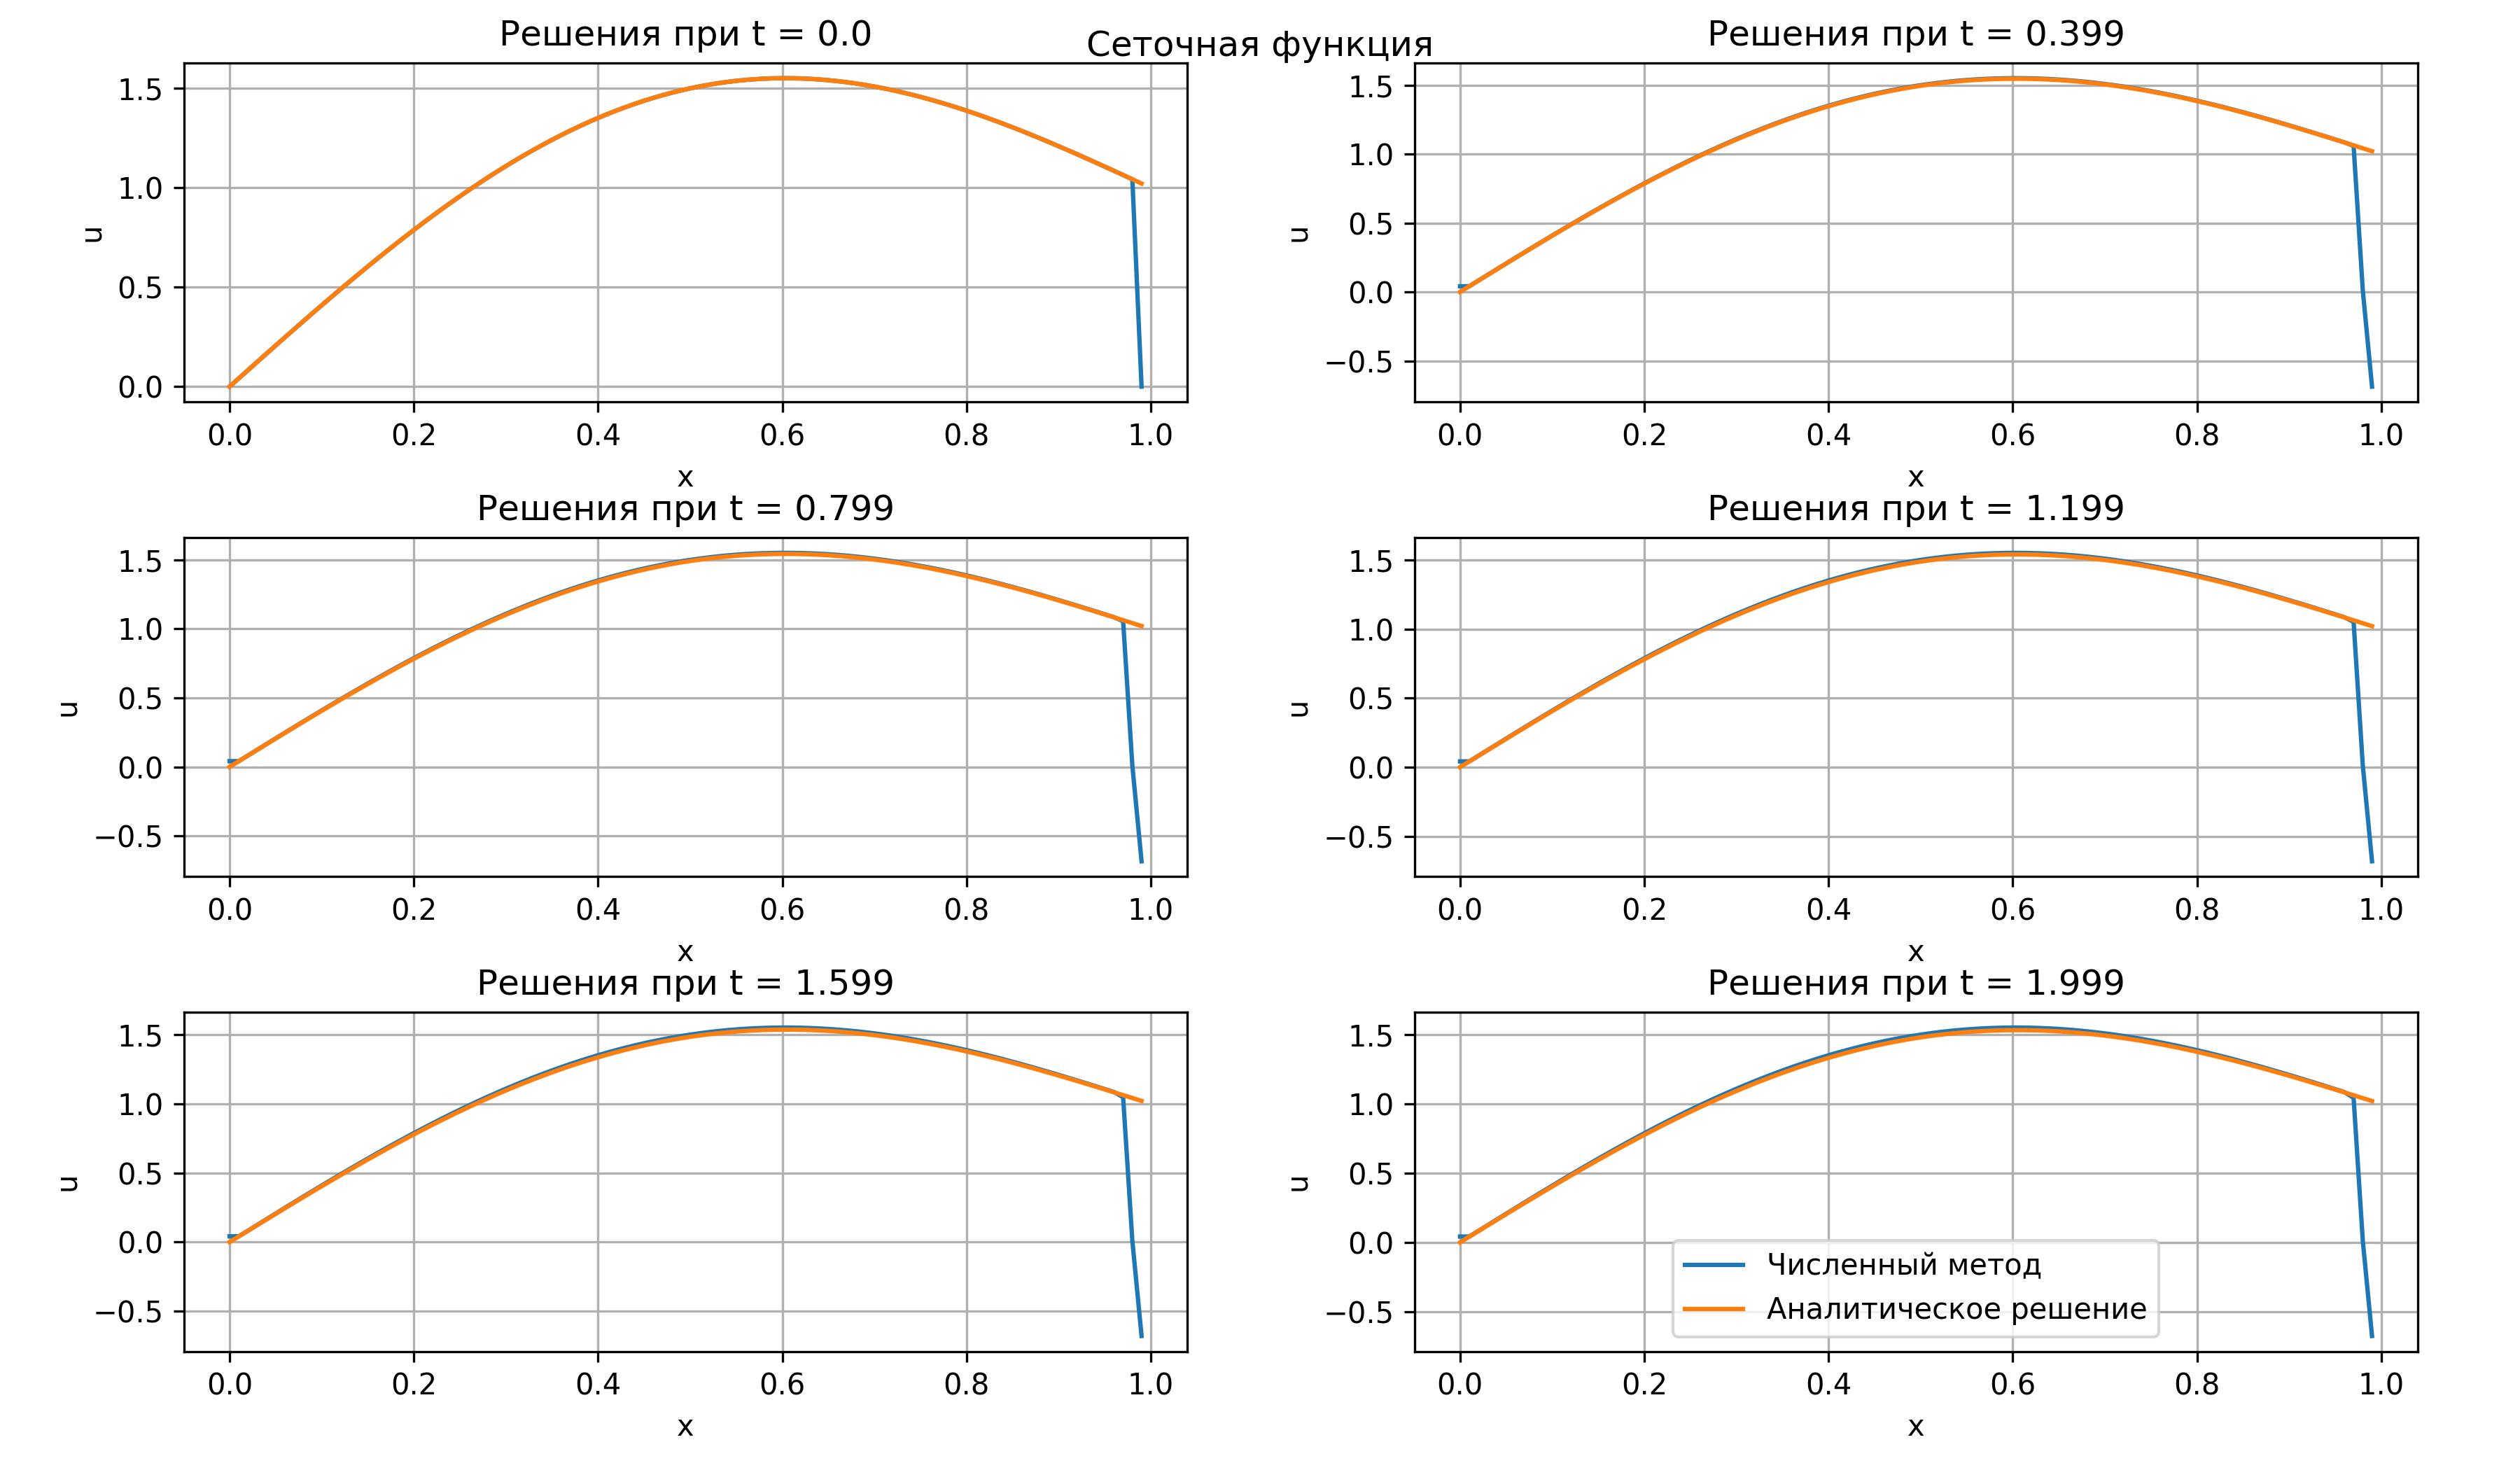 Сеточная функция
Решения при t = 0.0
u
1.5
1.0
0.5
0.0
0.0 0.2 0.4 0.6 0.8 1.0
x
Решения при t = 0.399
u
1.5
1.0
0.5
0.0
−0.5
0.0 0.2 0.4 0.6 0.8 1.0
x
Решения при t = 0.799
u
1.5
1.0
0.5
0.0
−0.5
0.0 0.2 0.4 0.6 0.8 1.0
x
Решения при t = 1.199
u
1.5
1.0
0.5
0.0
−0.5
0.0 0.2 0.4 0.6 0.8 1.0
x
Решения при t = 1.599
u
1.5
1.0
0.5
0.0
−0.5
0.0 0.2 0.4 0.6 0.8 1.0
x
Решения при t = 1.999
u
1.5
1.0
0.5
0.0
−0.5
Численный метод
Аналитическое решение
0.0 0.2 0.4 0.6 0.8 1.0
x